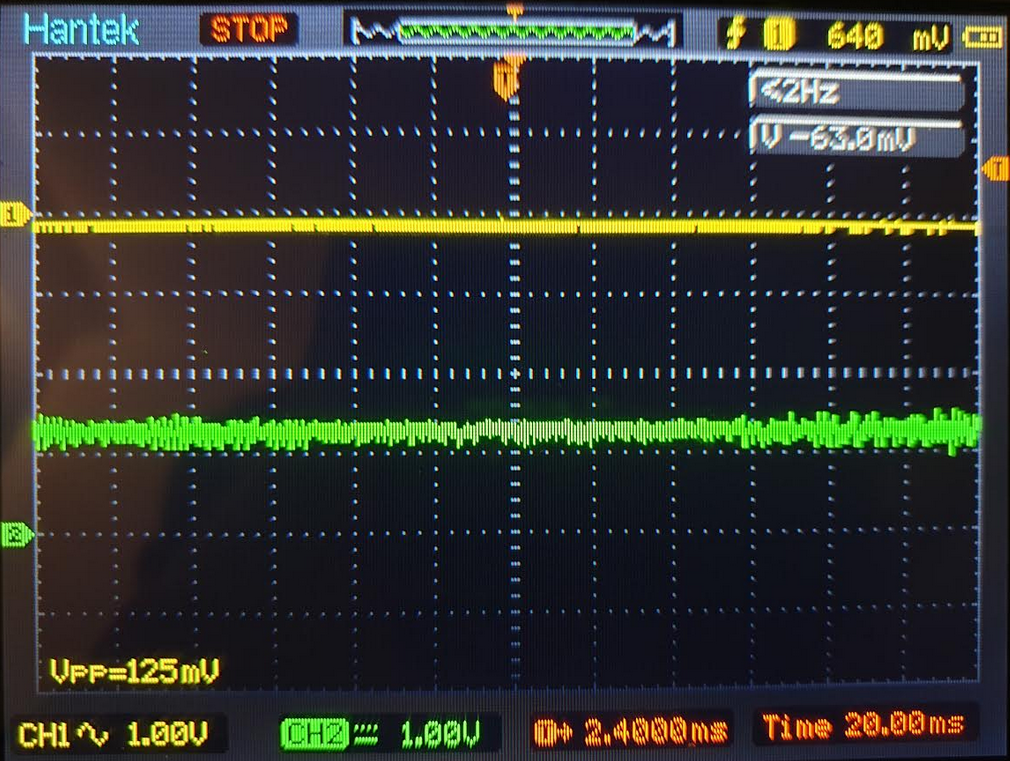 Hantek STOP 1 640 mV
T
<2Hz
V -63.0mV
T
1
2
VPP=125mV
CH1 1.00V CH2 1.00V 2.4000ms Time 20.00ms